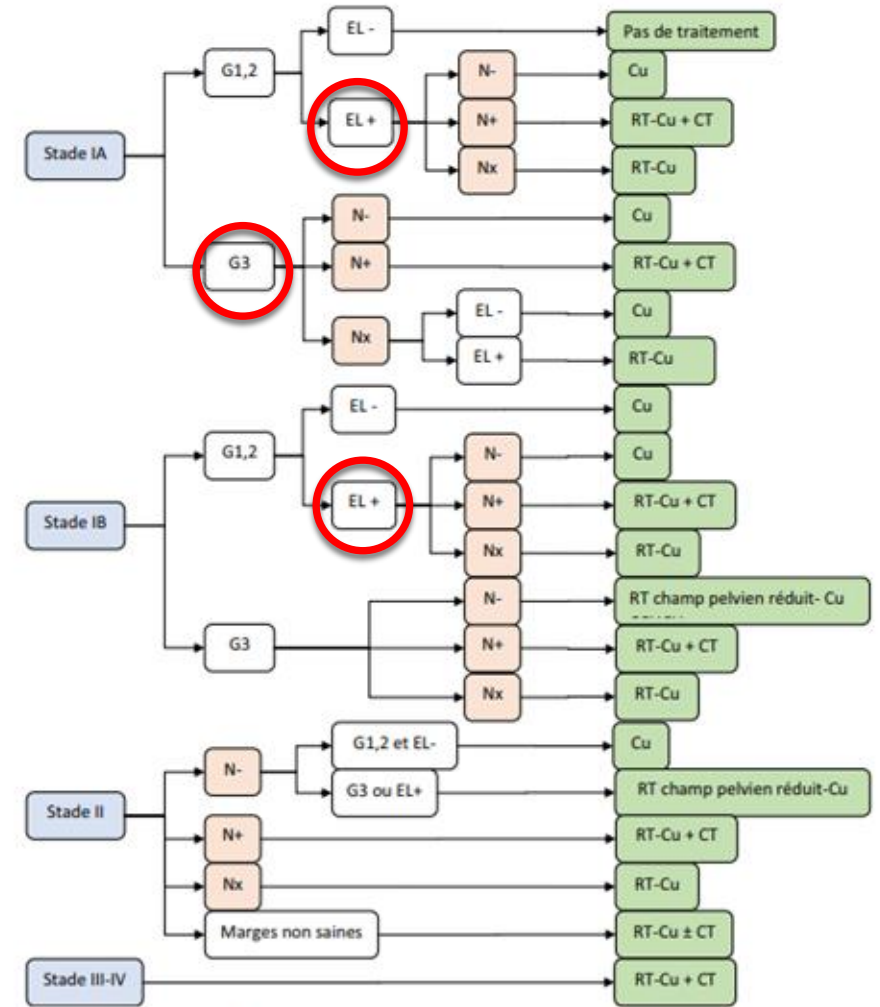 EL -
Pas de traitement
G1,2
N-
Cu
EL +
N+
RT-Cu + CT
Stade IA
Nx
RT-Cu
N-
Cu
G3
N+
RT-Cu + CT
EL -
Cu
Nx
EL +
RT-Cu
EL -
Cu
G1,2
N-
Cu
EL +
N+
RT-Cu + CT
Stade IB
Nx
RT-Cu
N-
RT champ pelvien réduit- Cu
G3
N+
RT-Cu + CT
Nx
RT-Cu
G1,2 et EL-
Cu
N-
G3 ou EL+
RT champ pelvien réduit-Cu
Stade II
N+
RT-Cu + CT
Nx
RT-Cu
Marges non saines
RT-Cu ± CT
Stade III-IV
RT-Cu + CT